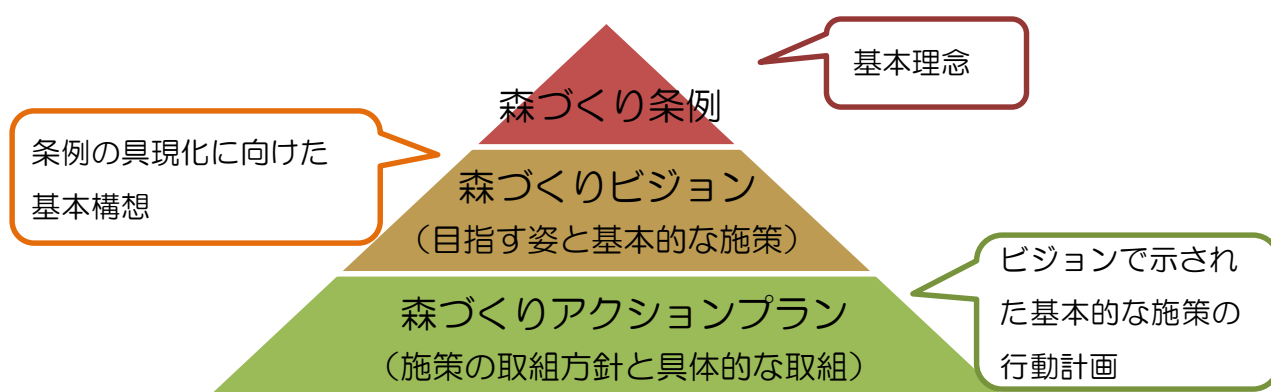 基本理念
森づくり条例
条例の具現化に向けた
基本構想
森づくりビジョン
（目指す姿と基本的な施策）
ビジョンで示され
た基本的な施策の
行動計画
森づくりアクションプラン
（施策の取組方針と具体的な取組）